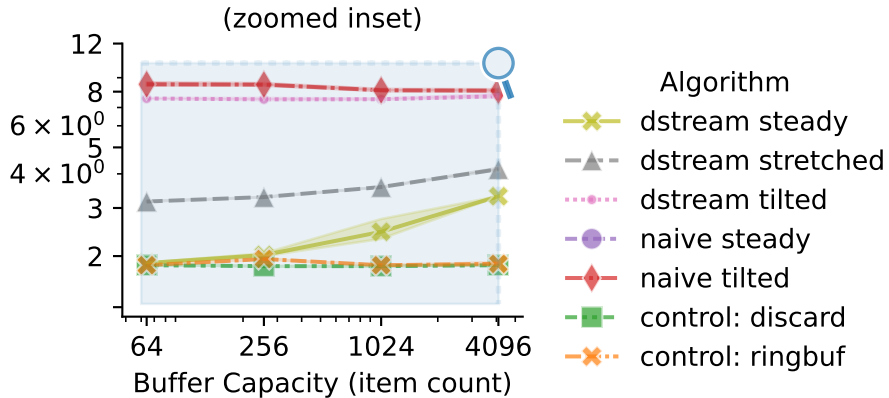 (zoomed inset)
12
8
6 × 10⁰
5
4 × 10⁰
3
2
64 256 1024 4096
Buffer Capacity (item count)
Algorithm
dstream steady
dstream stretched
dstream tilted
naive steady
naive tilted
control: discard
control: ringbuf